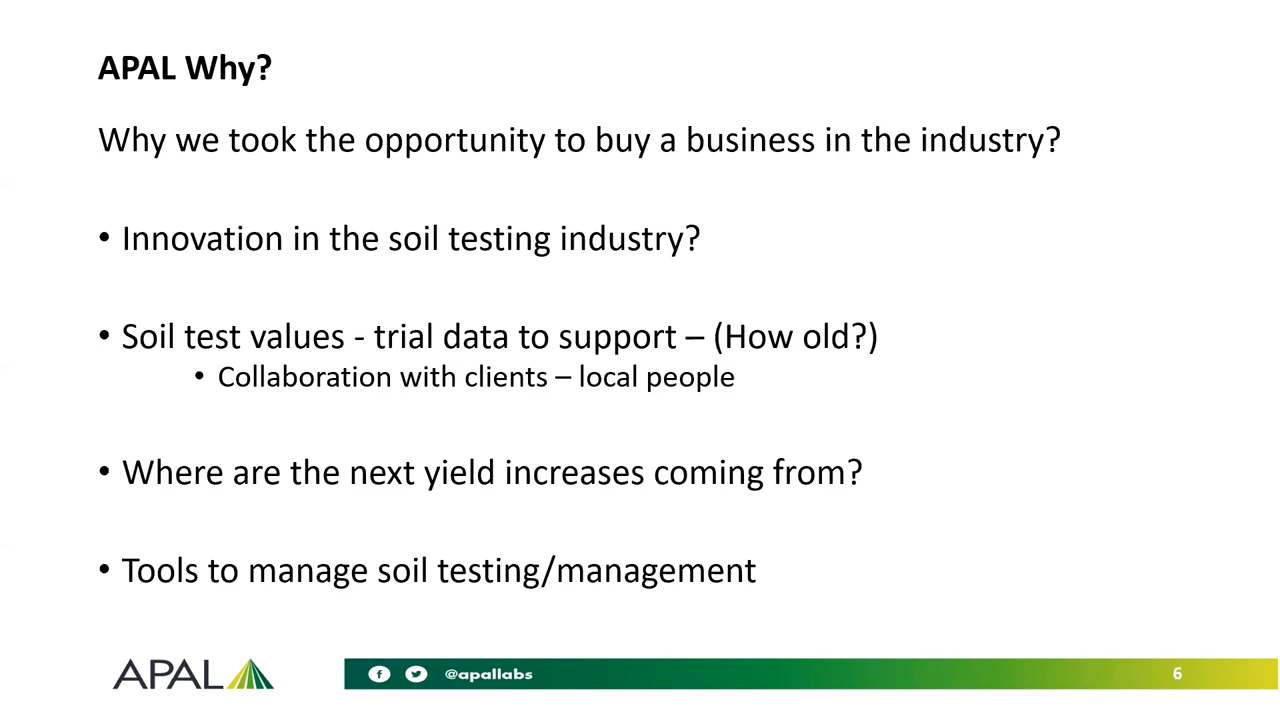 APAL Why?
Why we took the opportunity to buy a business in the industry?
• Innovation in the soil testing industry?
• Soil test values - trial data to support – (How old?)
• Collaboration with clients – local people
• Where are the next yield increases coming from?
• Tools to manage soil testing/management
APAL
@apallabs
6